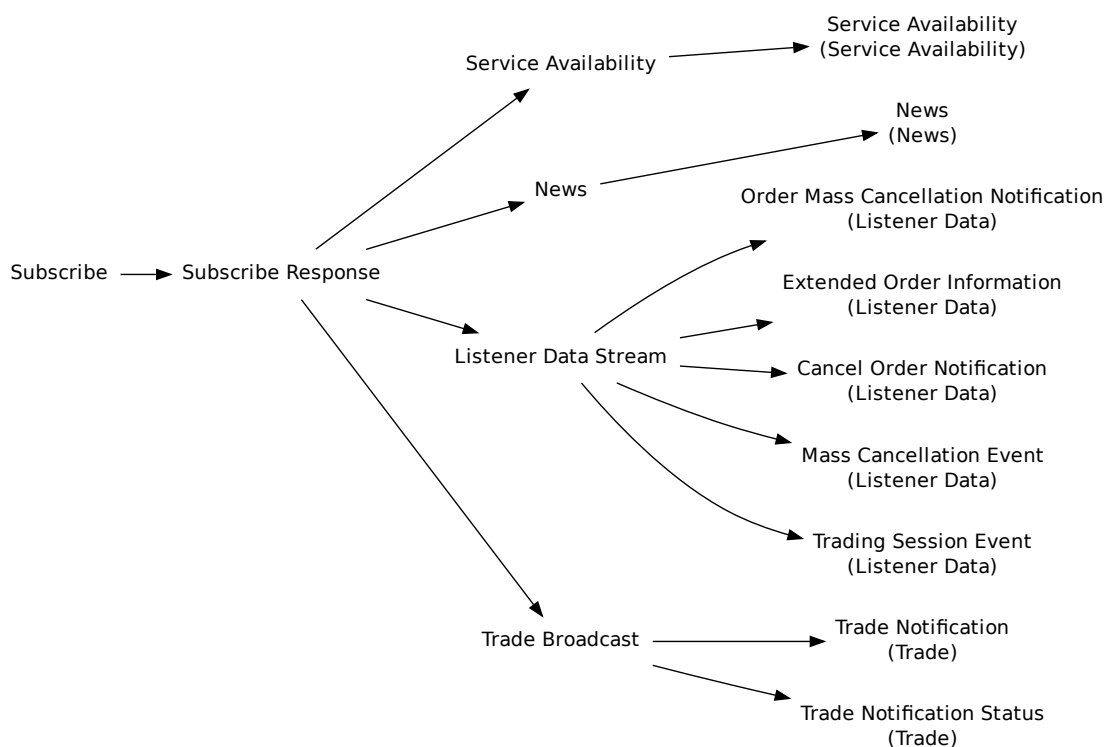 Subscribe
Subscribe Response
Service Availability
News
Listener Data Stream
Trade Broadcast
Service Availability
(Service Availability)
News
(News)
Order Mass Cancellation Notification
(Listener Data)
Extended Order Information
(Listener Data)
Cancel Order Notification
(Listener Data)
Mass Cancellation Event
(Listener Data)
Trading Session Event
(Listener Data)
Trade Notification
(Trade)
Trade Notification Status
(Trade)